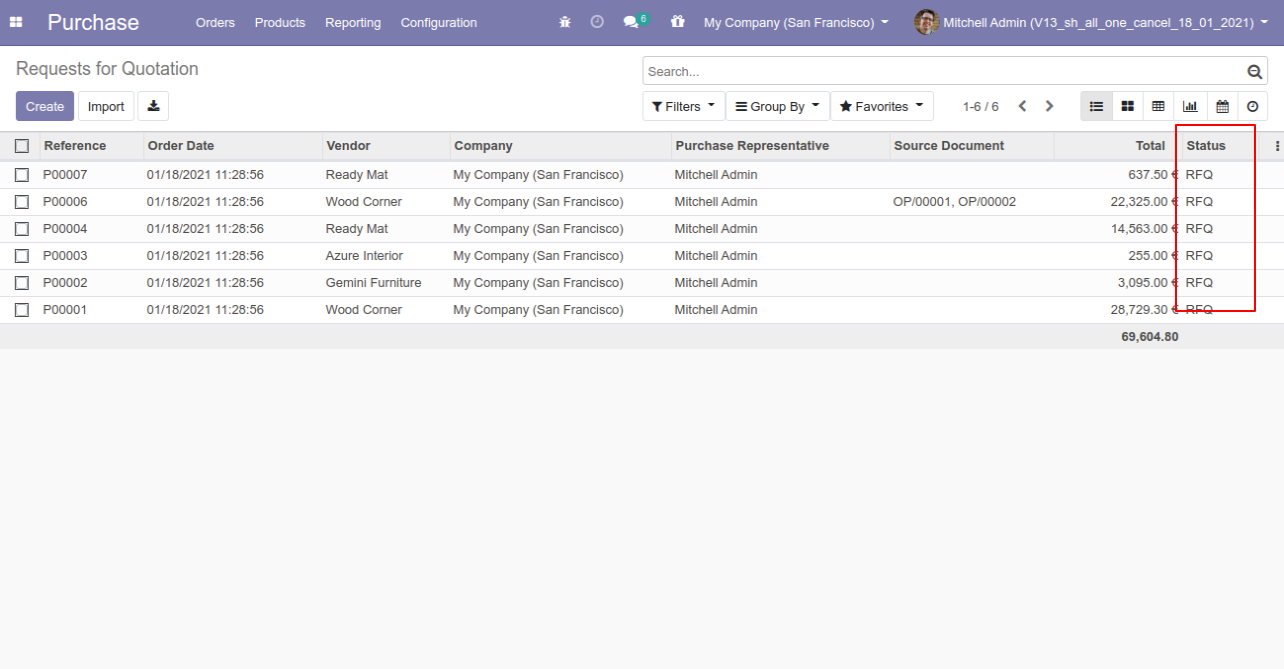 Purchase Orders Products Reporting Configuration 6 My Company (San Francisco) Mitchell Admin (V13_sh_all_one_cancel_18_01_2021)
Requests for Quotation Search...
Create Import Filters Group By Favorites 1-6 / 6
Reference Order Date Vendor Company Purchase Representative Source Document Total Status
P00007 01/18/2021 11:28:56 Ready Mat My Company (San Francisco) Mitchell Admin 637.50 € RFQ
P00006 01/18/2021 11:28:56 Wood Corner My Company (San Francisco) Mitchell Admin OP/00001, OP/00002 22,325.00 € RFQ
P00004 01/18/2021 11:28:56 Ready Mat My Company (San Francisco) Mitchell Admin 14,563.00 € RFQ
P00003 01/18/2021 11:28:56 Azure Interior My Company (San Francisco) Mitchell Admin 255.00 € RFQ
P00002 01/18/2021 11:28:56 Gemini Furniture My Company (San Francisco) Mitchell Admin 3,095.00 € RFQ
P00001 01/18/2021 11:28:56 Wood Corner My Company (San Francisco) Mitchell Admin 28,729.30 € RFQ
69,604.80